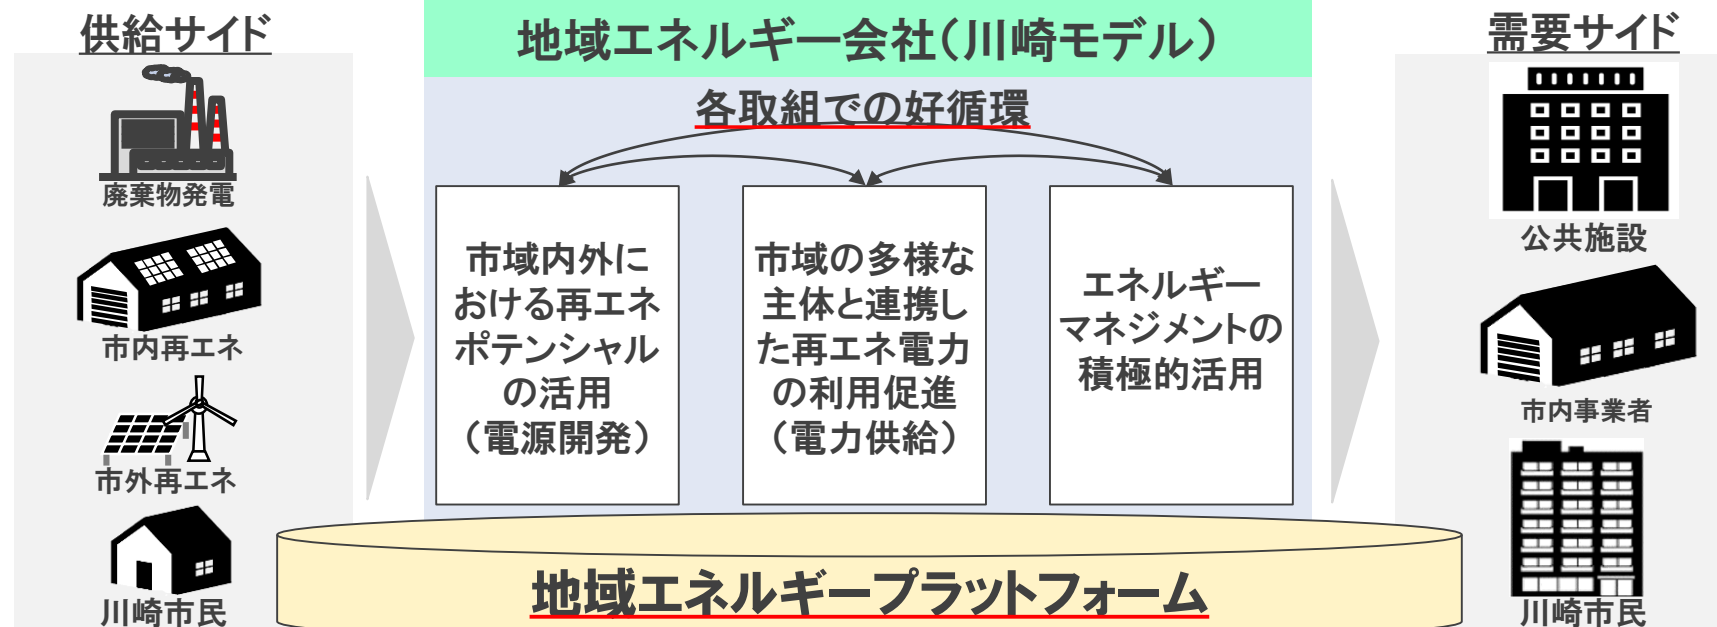 供給サイド
廃棄物発電
市内再エネ
市外再エネ
川崎市民
地域エネルギー会社(川崎モデル)
各取組での好循環
市域内外に
おける再エネ
ポテンシャル
の活用
(電源開発)
市域の多様な
主体と連携し
た再エネ電力
の利用促進
(電力供給)
エネルギー
マネジメントの
積極的活用
地域エネルギープラットフォーム
需要サイド
公共施設
市内事業者
川崎市民